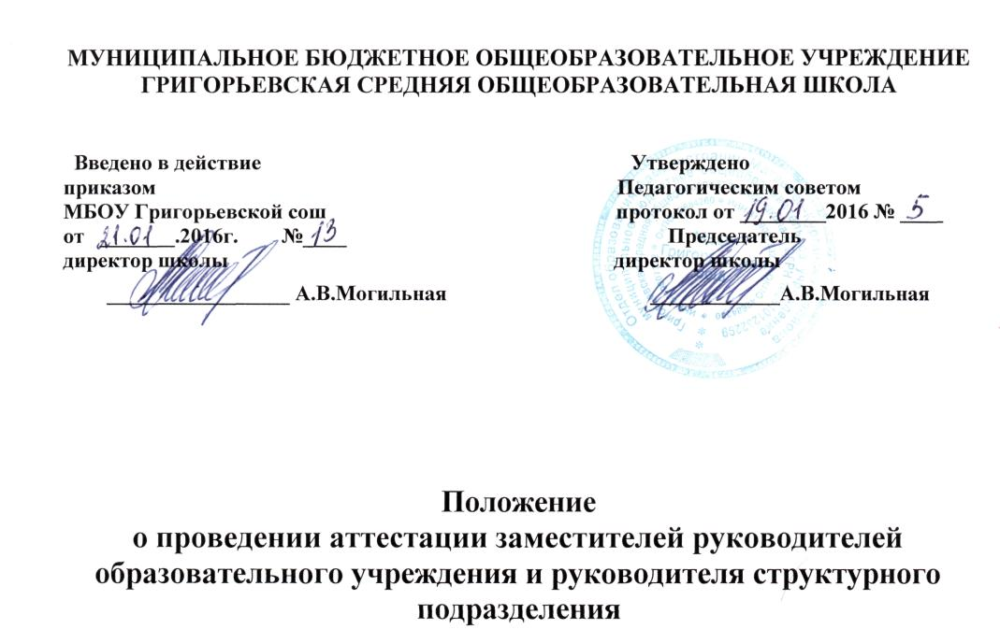 МУНИЦИПАЛЬНОЕ БЮДЖЕТНОЕ ОБЩЕОБРАЗОВАТЕЛЬНОЕ УЧРЕЖДЕНИЕ
ГРИГОРЬЕВСКАЯ СРЕДНЯЯ ОБЩЕОБРАЗОВАТЕЛЬНАЯ ШКОЛА
Введено в действие
приказом
МБОУ Григорьевской сош
от 21.01.2016г. № 13
директор школы
А.В.Могильная
Утверждено
Педагогическим советом
протокол от 19.01 2016 № 5
Председатель
директор школы
А.В.Могильная
Положение
о проведении аттестации заместителей руководителей
образовательного учреждения и руководителя структурного
подразделения